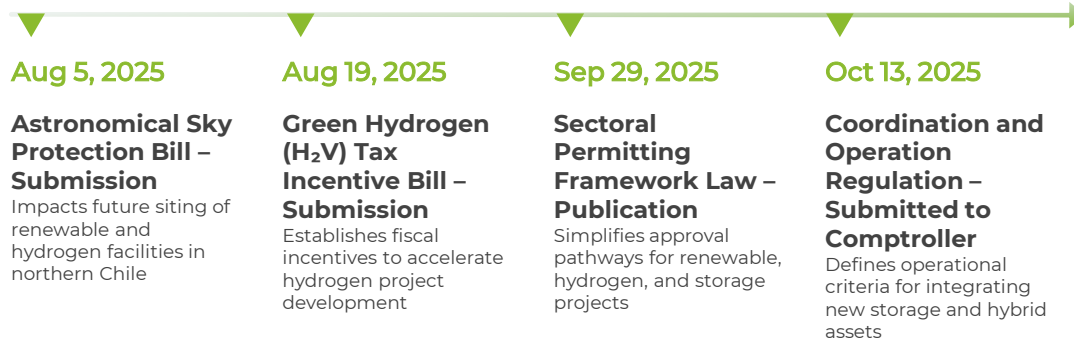 Aug 5, 2025
Astronomical Sky
Protection Bill –
Submission
Impacts future siting of
renewable and
hydrogen facilities in
northern Chile
Aug 19, 2025
Green Hydrogen
(H₂V) Tax
Incentive Bill –
Submission
Establishes fiscal
incentives to accelerate
hydrogen project
development
Sep 29, 2025
Sectoral
Permitting
Framework Law –
Publication
Simplifies approval
pathways for renewable,
hydrogen, and storage
projects
Oct 13, 2025
Coordination and
Operation
Regulation –
Submitted to
Comptroller
Defines operational
criteria for integrating
new storage and hybrid
assets